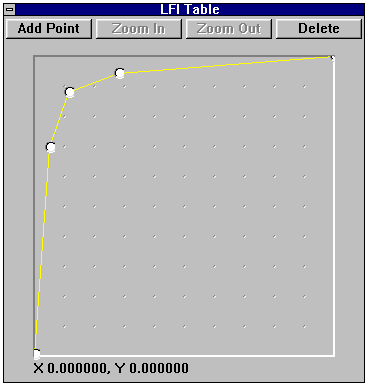 LFI Table
Add Point Zoom In Zoom Out Delete
X 0.000000, Y 0.000000